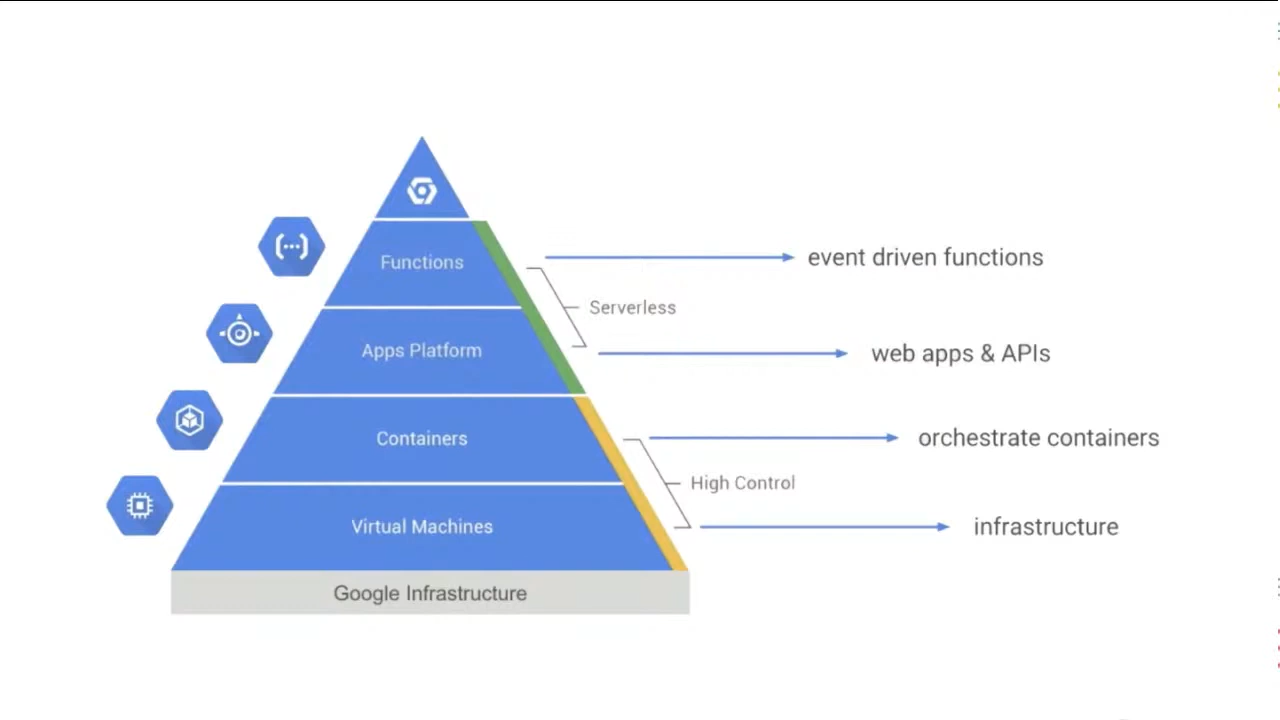 Functions
event driven functions
Serverless
Apps Platform
web apps & APIs
Containers
orchestrate containers
High Control
Virtual Machines
infrastructure
Google Infrastructure